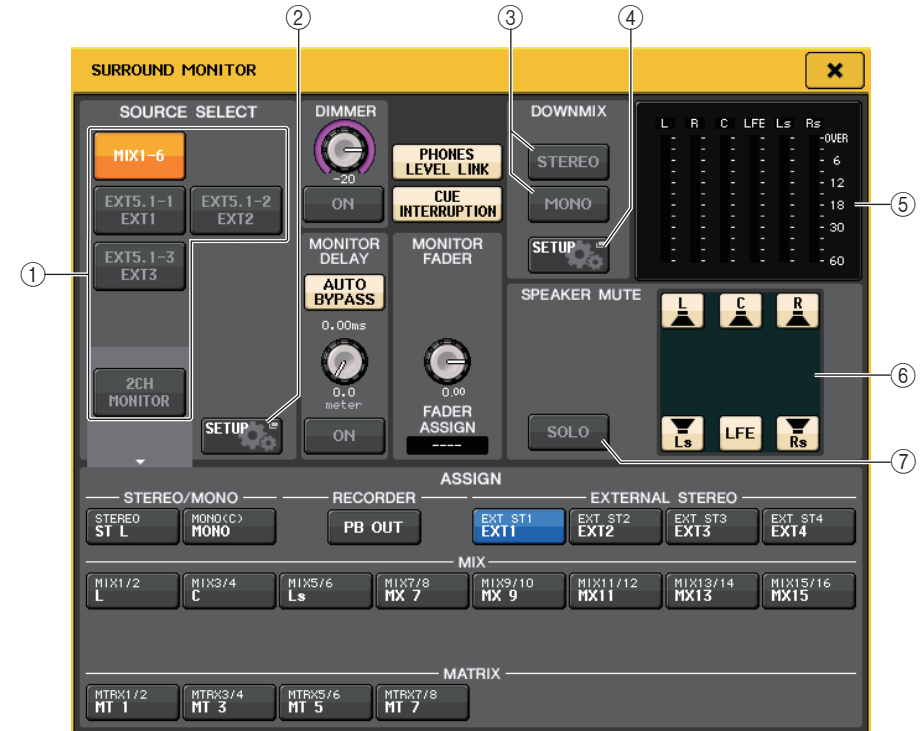 ② ③ ④
SURROUND MONITOR
SOURCE SELECT
MIX1-6
EXT5.1-1
EXT1
EXT5.1-2
EXT2
EXT5.1-3
EXT3
①
2CH
MONITOR
SETUP
DIMMER
-20
ON
PHONES
LEVEL LINK
CUE
INTERRUPTION
MONITOR
DELAY
AUTO
BYPASS
0.00ms
0.0
meter
ON
MONITOR
FADER
0.00
FADER
ASSIGN
----
DOWNMIX
STEREO
MONO
SETUP
L R C LFE Ls Rs
OVER
6
12
18
30
60
⑤
SPEAKER MUTE
L C R
Ls LFE Rs
⑥
SOLO
⑦
ASSIGN
STEREO/MONO RECORDER EXTERNAL STEREO
STEREO
ST L
MONO(C)
MONO
PB OUT
EXT ST1
EXT1
EXT ST2
EXT2
EXT ST3
EXT3
EXT ST4
EXT4
MIX
MIX1/2
L
MIX3/4
C
MIX5/6
Ls
MIX7/8
MX 7
MIX9/10
MX 9
MIX11/12
MX11
MIX13/14
MX13
MIX15/16
MX15
MATRIX
MTRX1/2
MT 1
MTRX3/4
MT 3
MTRX5/6
MT 5
MTRX7/8
MT 7